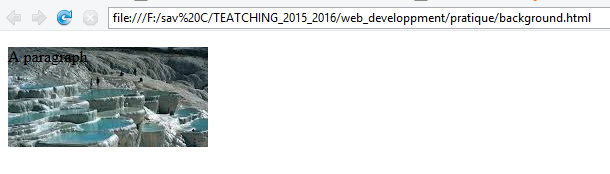 file:///F:/sav%20C/TEATCHING_2015_2016/web_developpment/pratique/background.html
A paragraph